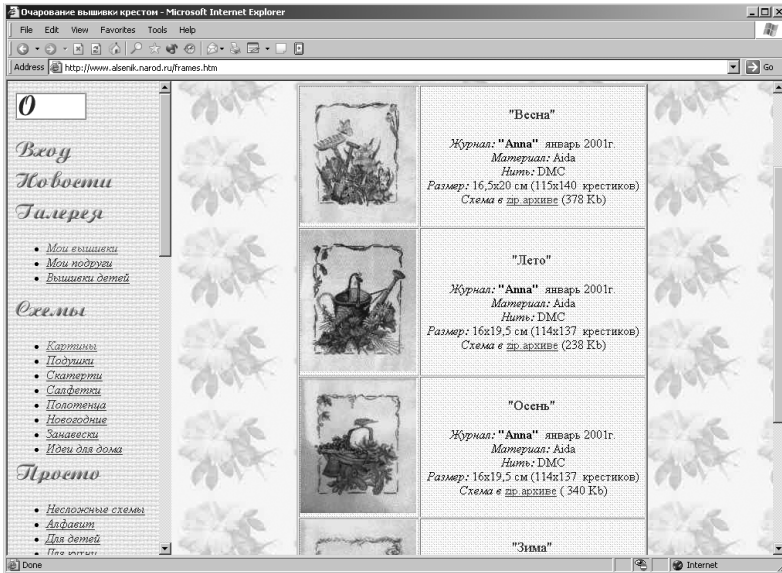 Очарование вышивки крестом - Microsoft Internet Explorer
File Edit View Favorites Tools Help
Address http://www.alsenik.narod.ru/frames.htm Go
О
Вход
Новости
Галерея
Мои вышивки
Мои подруги
Вышивки детей
Схемы
Картины
Подушки
Скатерти
Салфетки
Полотенца
Новогодние
Занавески
Идеи для дома
Просто
Несложные схемы
Алфавит
Для детей
Для кухни
"Весна"
Журнал: "Anna" январь 2001г.
Материал: Aida
Нить: DMC
Размер: 16,5x20 см (115x140 крестиков)
Схема в zip.архиве (378 Kb)
"Лето"
Журнал: "Anna" январь 2001г.
Материал: Aida
Нить: DMC
Размер: 16x19,5 см (114x137 крестиков)
Схема в zip.архиве (238 Kb)
"Осень"
Журнал: "Anna" январь 2001г.
Материал: Aida
Нить: DMC
Размер: 16x19,5 см (114x137 крестиков)
Схема в zip.архиве ( 340 Kb)
"Зима"
Done Internet